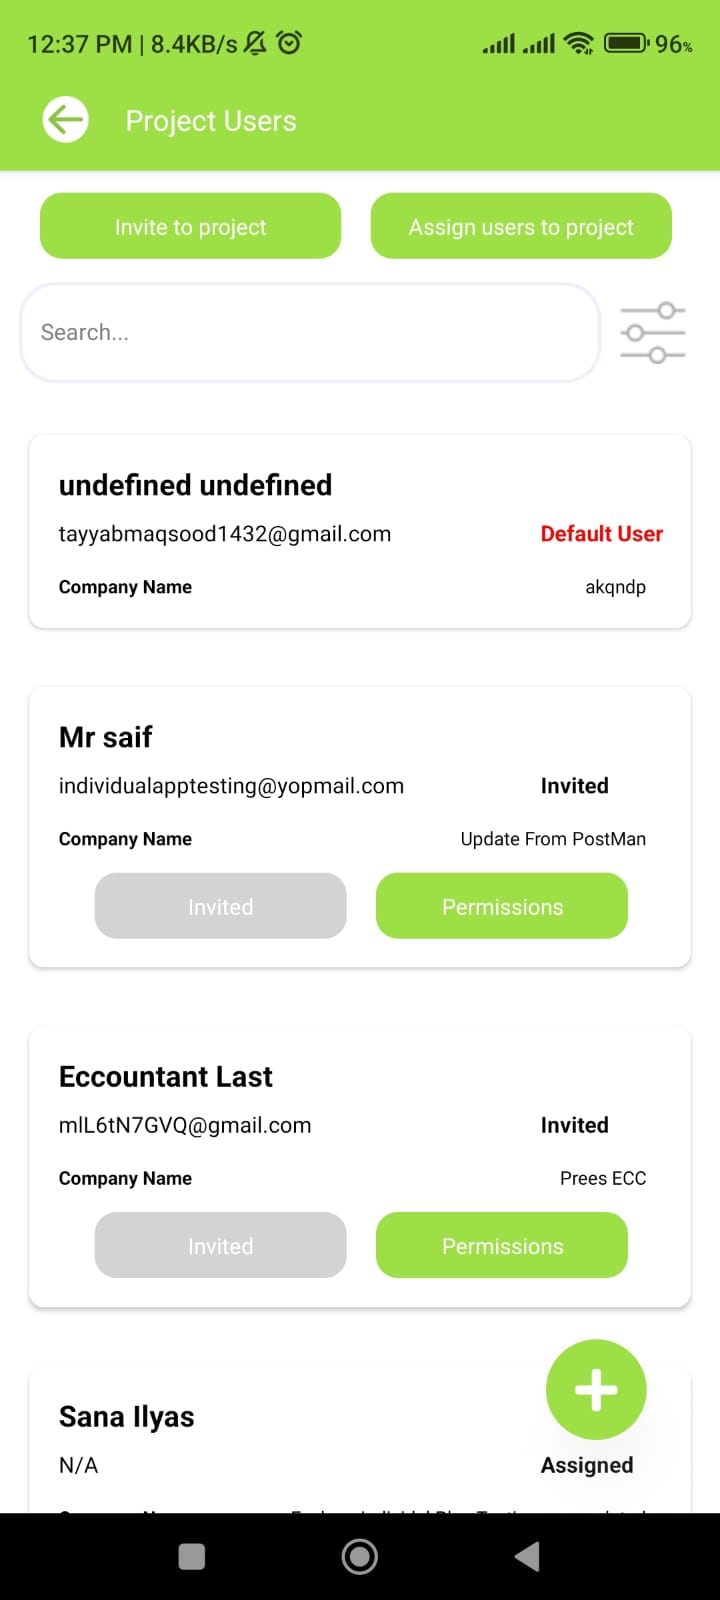 12:37 PM | 8.4KB/s 96%
Project Users
Invite to project Assign users to project
Search...
undefined undefined
tayyabmaqsood1432@gmail.com Default User
Company Name akqndp
Mr saif
individualapptesting@yopmail.com Invited
Company Name Update From PostMan
Invited Permissions
Eccountant Last
mlL6tN7GVQ@gmail.com Invited
Company Name Prees ECC
Invited Permissions
Sana Ilyas
N/A Assigned